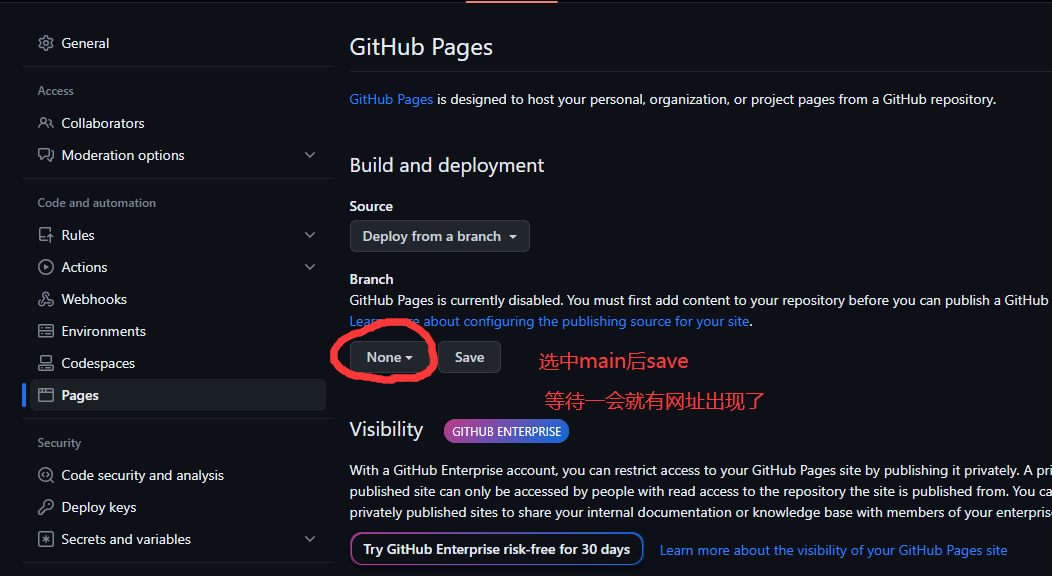 General
Access
Collaborators
Moderation options
Code and automation
Rules
Actions
Webhooks
Environments
Codespaces
Pages
Security
Code security and analysis
Deploy keys
Secrets and variables
GitHub Pages
GitHub Pages is designed to host your personal, organization, or project pages from a GitHub repository.
Build and deployment
Source
Deploy from a branch
Branch
GitHub Pages is currently disabled. You must first add content to your repository before you can publish a GitHub
Learn more about configuring the publishing source for your site.
None Save
选中main后save
等待一会就有网址出现了
Visibility GITHUB ENTERPRISE
With a GitHub Enterprise account, you can restrict access to your GitHub Pages site by publishing it privately. A pri
published site can only be accessed by people with read access to the repository the site is published from. You ca
privately published sites to share your internal documentation or knowledge base with members of your enterprise
Try GitHub Enterprise risk-free for 30 days Learn more about the visibility of your GitHub Pages site